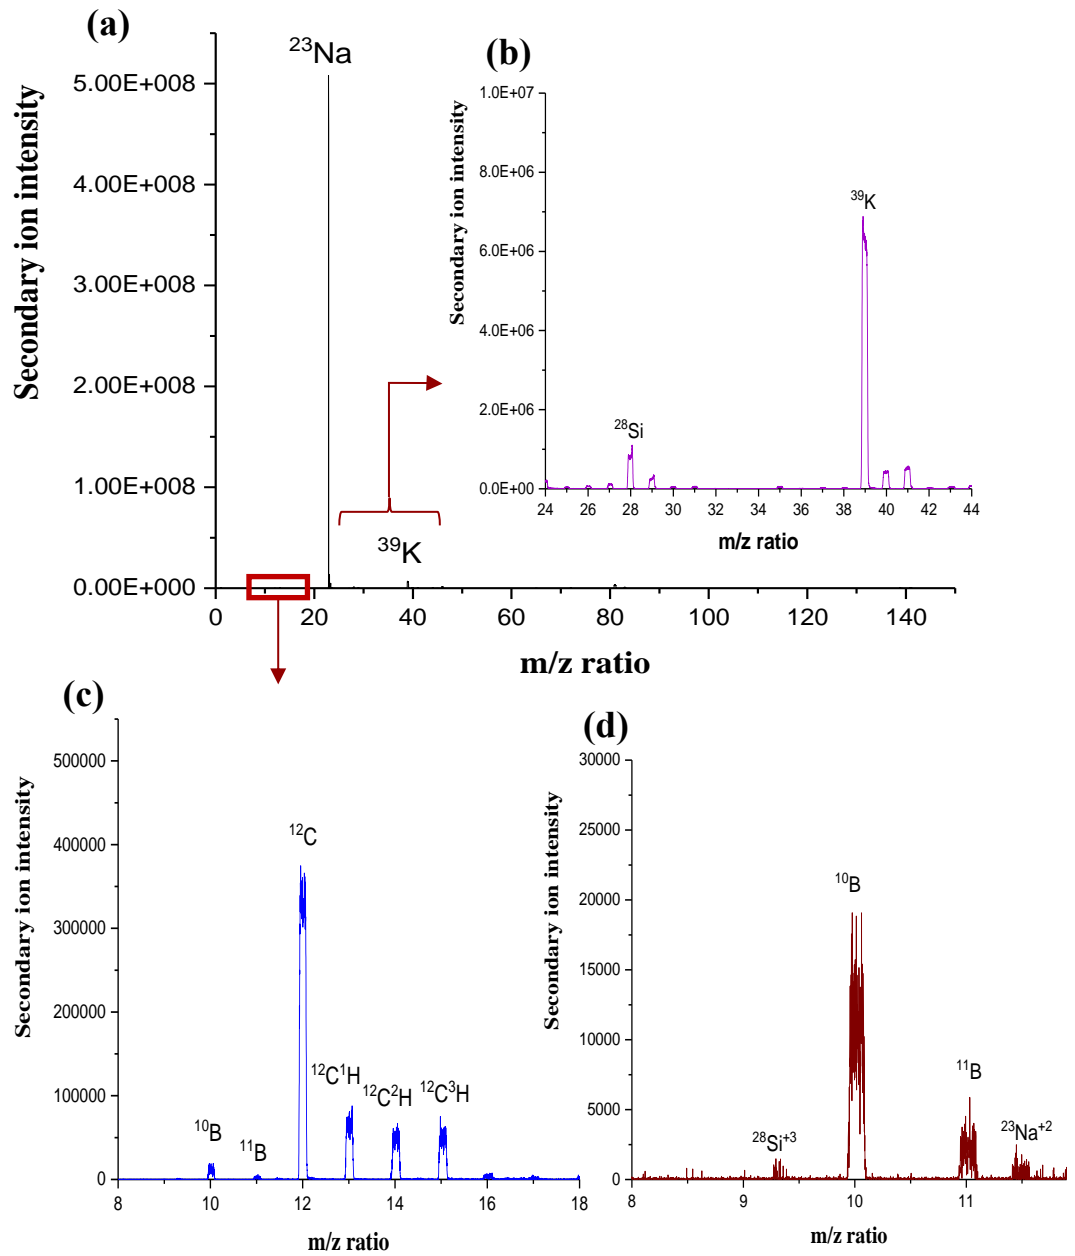 (a)
²³Na
Secondary ion intensity
5.00E+008
4.00E+008
3.00E+008
2.00E+008
1.00E+008
0.00E+000
³⁹K
0 20 40 60 80 100 120 140
m/z ratio
(b)
Secondary ion intensity
1.0E+07
8.0E+06
6.0E+06
4.0E+06
2.0E+06
0.0E+00
²⁸Si
³⁹K
24 26 28 30 32 34 36 38 40 42 44
m/z ratio
(c)
Secondary ion intensity
500000
400000
300000
200000
100000
0
¹⁰B
¹¹B
¹²C
¹²C¹H
¹²C²H
¹²C³H
8 10 12 14 16 18
m/z ratio
(d)
Secondary ion intensity
30000
25000
20000
15000
10000
5000
0
²⁸Si⁺³
¹⁰B
¹¹B
²³Na⁺²
8 9 10 11
m/z ratio